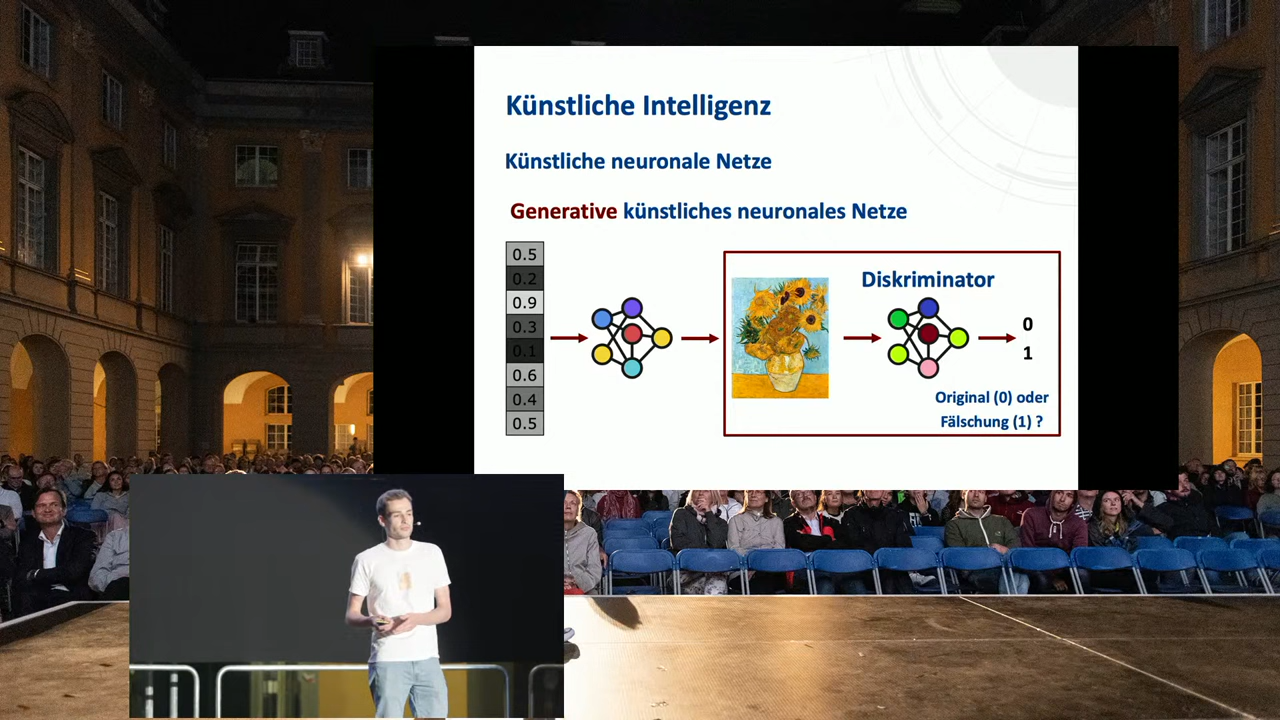 Künstliche Intelligenz
Künstliche neuronale Netze
Generative künstliches neuronales Netze
0.5
0.2
0.9
0.3
0.1
0.6
0.4
0.5
Diskriminator
0
1
Original (0) oder
Fälschung (1) ?